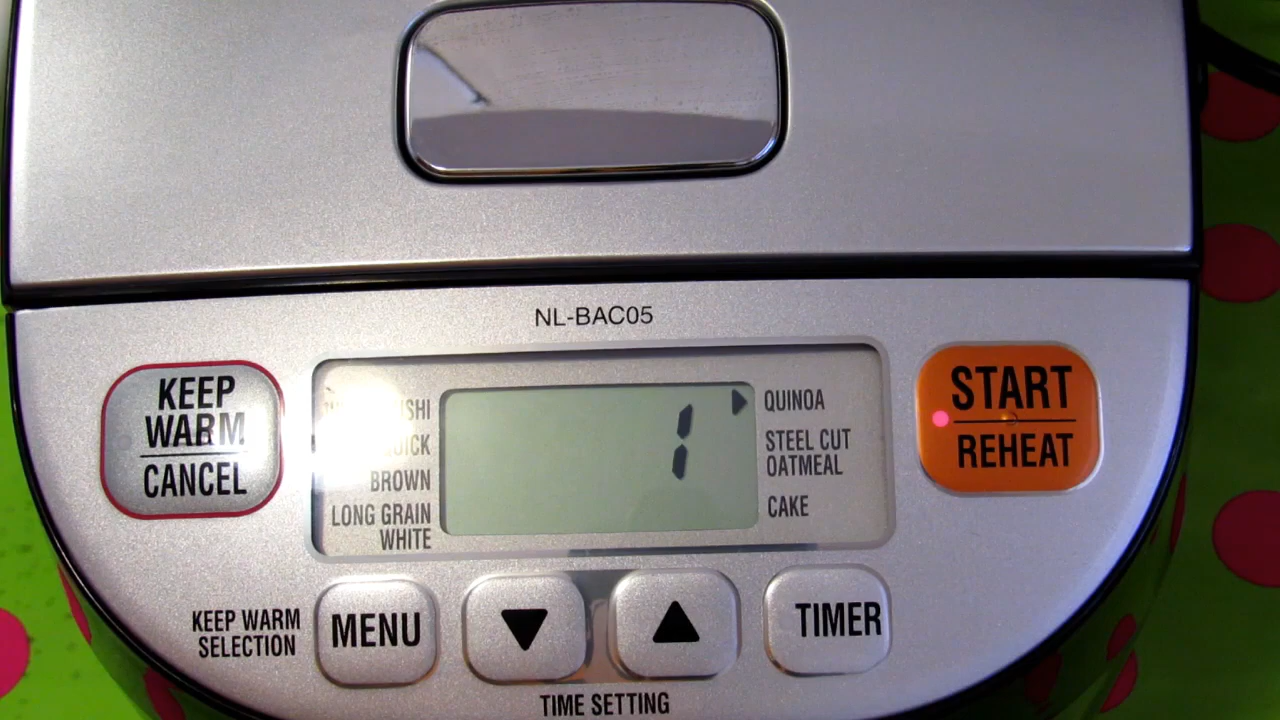 NL-BAC05
KEEP
WARM
CANCEL
BROWN
LONG GRAIN
WHITE
1
QUINOA
STEEL CUT
OATMEAL
CAKE
START
REHEAT
KEEP WARM
SELECTION
MENU
TIMER
TIME SETTING